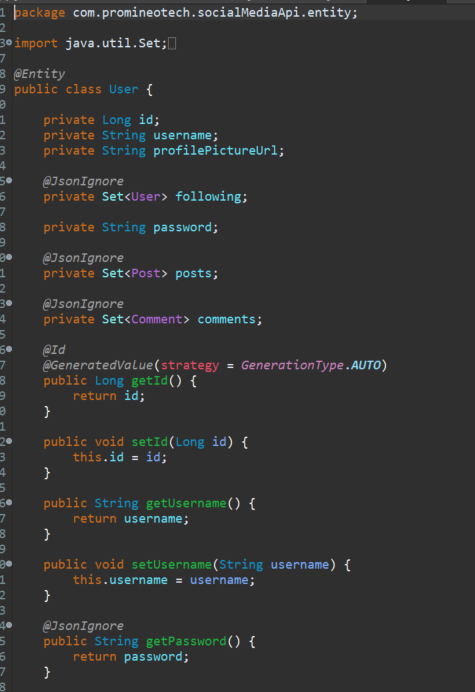 1 package com.promineotech.socialMediaApi.entity;
2
3 import java.util.Set;
7
8 @Entity
9 public class User {
0
1 private Long id;
2 private String username;
3 private String profilePictureUrl;
4
5 @JsonIgnore
6 private Set<User> following;
7
8 private String password;
9
0 @JsonIgnore
1 private Set<Post> posts;
2
3 @JsonIgnore
4 private Set<Comment> comments;
5
6 @Id
7 @GeneratedValue(strategy = GenerationType.AUTO)
8 public Long getId() {
9 return id;
0 }
1
2 public void setId(Long id) {
3 this.id = id;
4 }
5
6 public String getUsername() {
7 return username;
8 }
9
0 public void setUsername(String username) {
1 this.username = username;
2 }
3
4 @JsonIgnore
5 public String getPassword() {
6 return password;
7 }
8